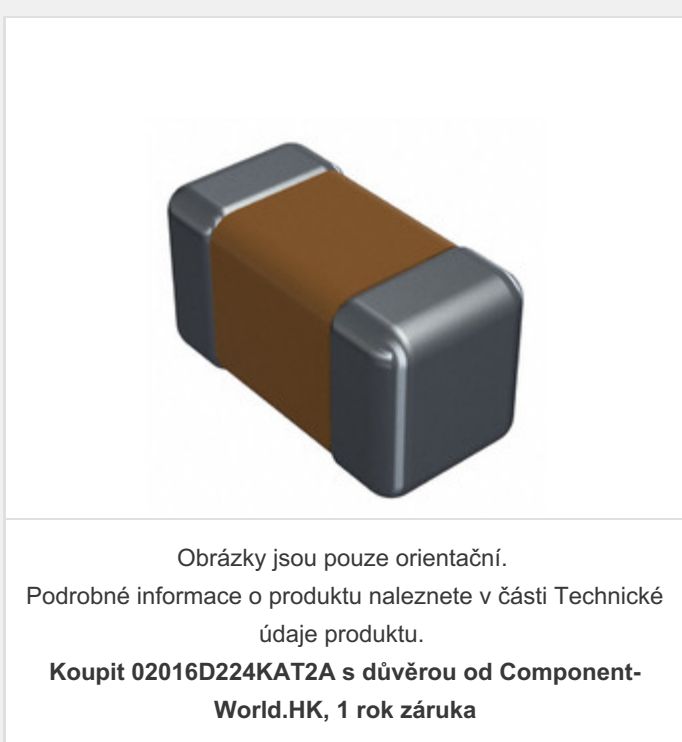 Obrázky jsou pouze orientační.
Podrobné informace o produktu naleznete v části Technické
údaje produktu.
Koupit 02016D224KAT2A s důvěrou od Component-
World.HK, 1 rok záruka